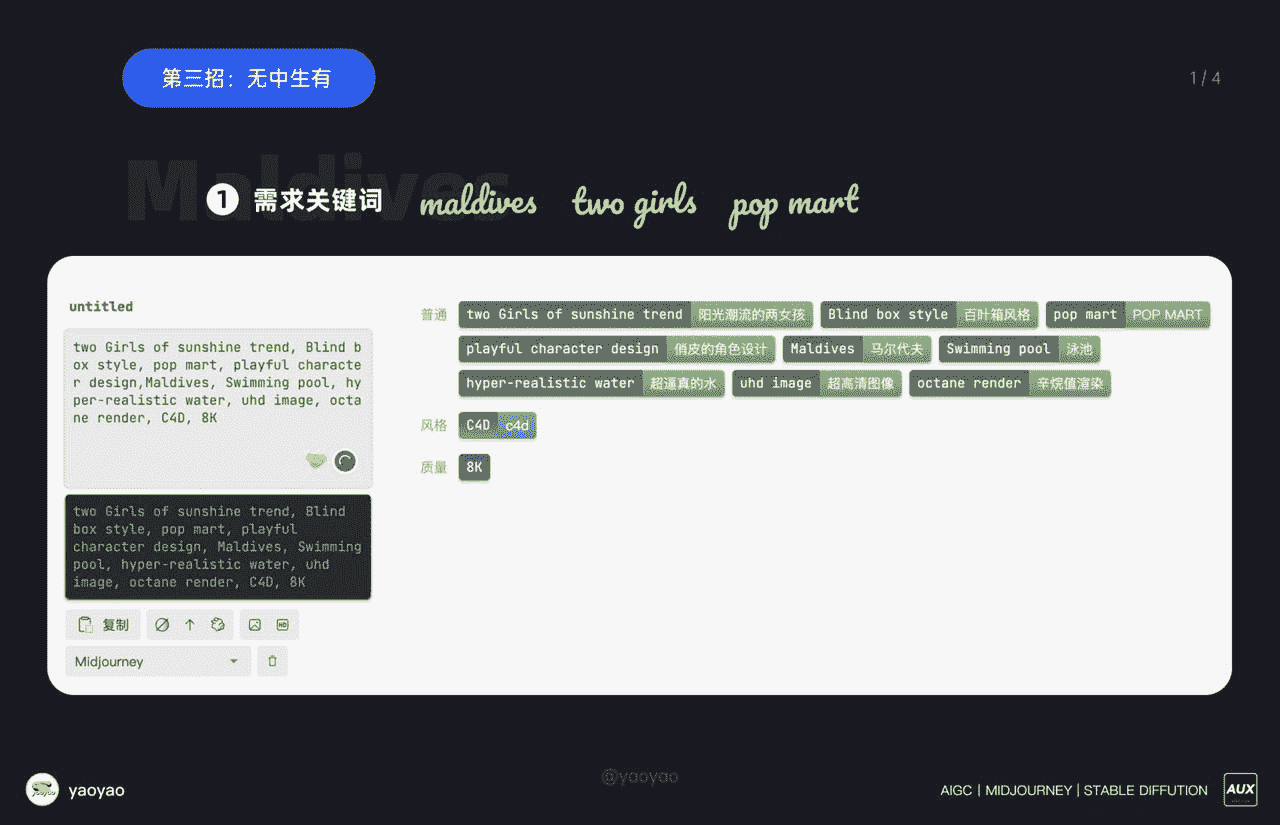 第三招：无中生有
1 / 4
Maldives
1 需求关键词 maldives two girls pop mart
untitled
two Girls of sunshine trend, Blind b
ox style, pop mart, playful characte
r design,Maldives, Swimming pool, hy
per-realistic water, uhd image, octa
ne render, C4D, 8K
two Girls of sunshine trend, Blind
box style, pop mart, playful
character design, Maldives, Swimming
pool, hyper-realistic water, uhd
image, octane render, C4D, 8K
复制
HD
Midjourney
普通 two Girls of sunshine trend 阳光潮流的两女孩 Blind box style 百叶箱风格 pop mart POP MART
playful character design 俏皮的角色设计 Maldives 马尔代夫 Swimming pool 泳池
hyper-realistic water 超逼真的水 uhd image 超高清图像 octane render 辛烷值渲染
风格 C4D c4d
质量 8K
yaoyao
@yaoyao
AIGC | MIDJOURNEY | STABLE DIFFUTION AUX